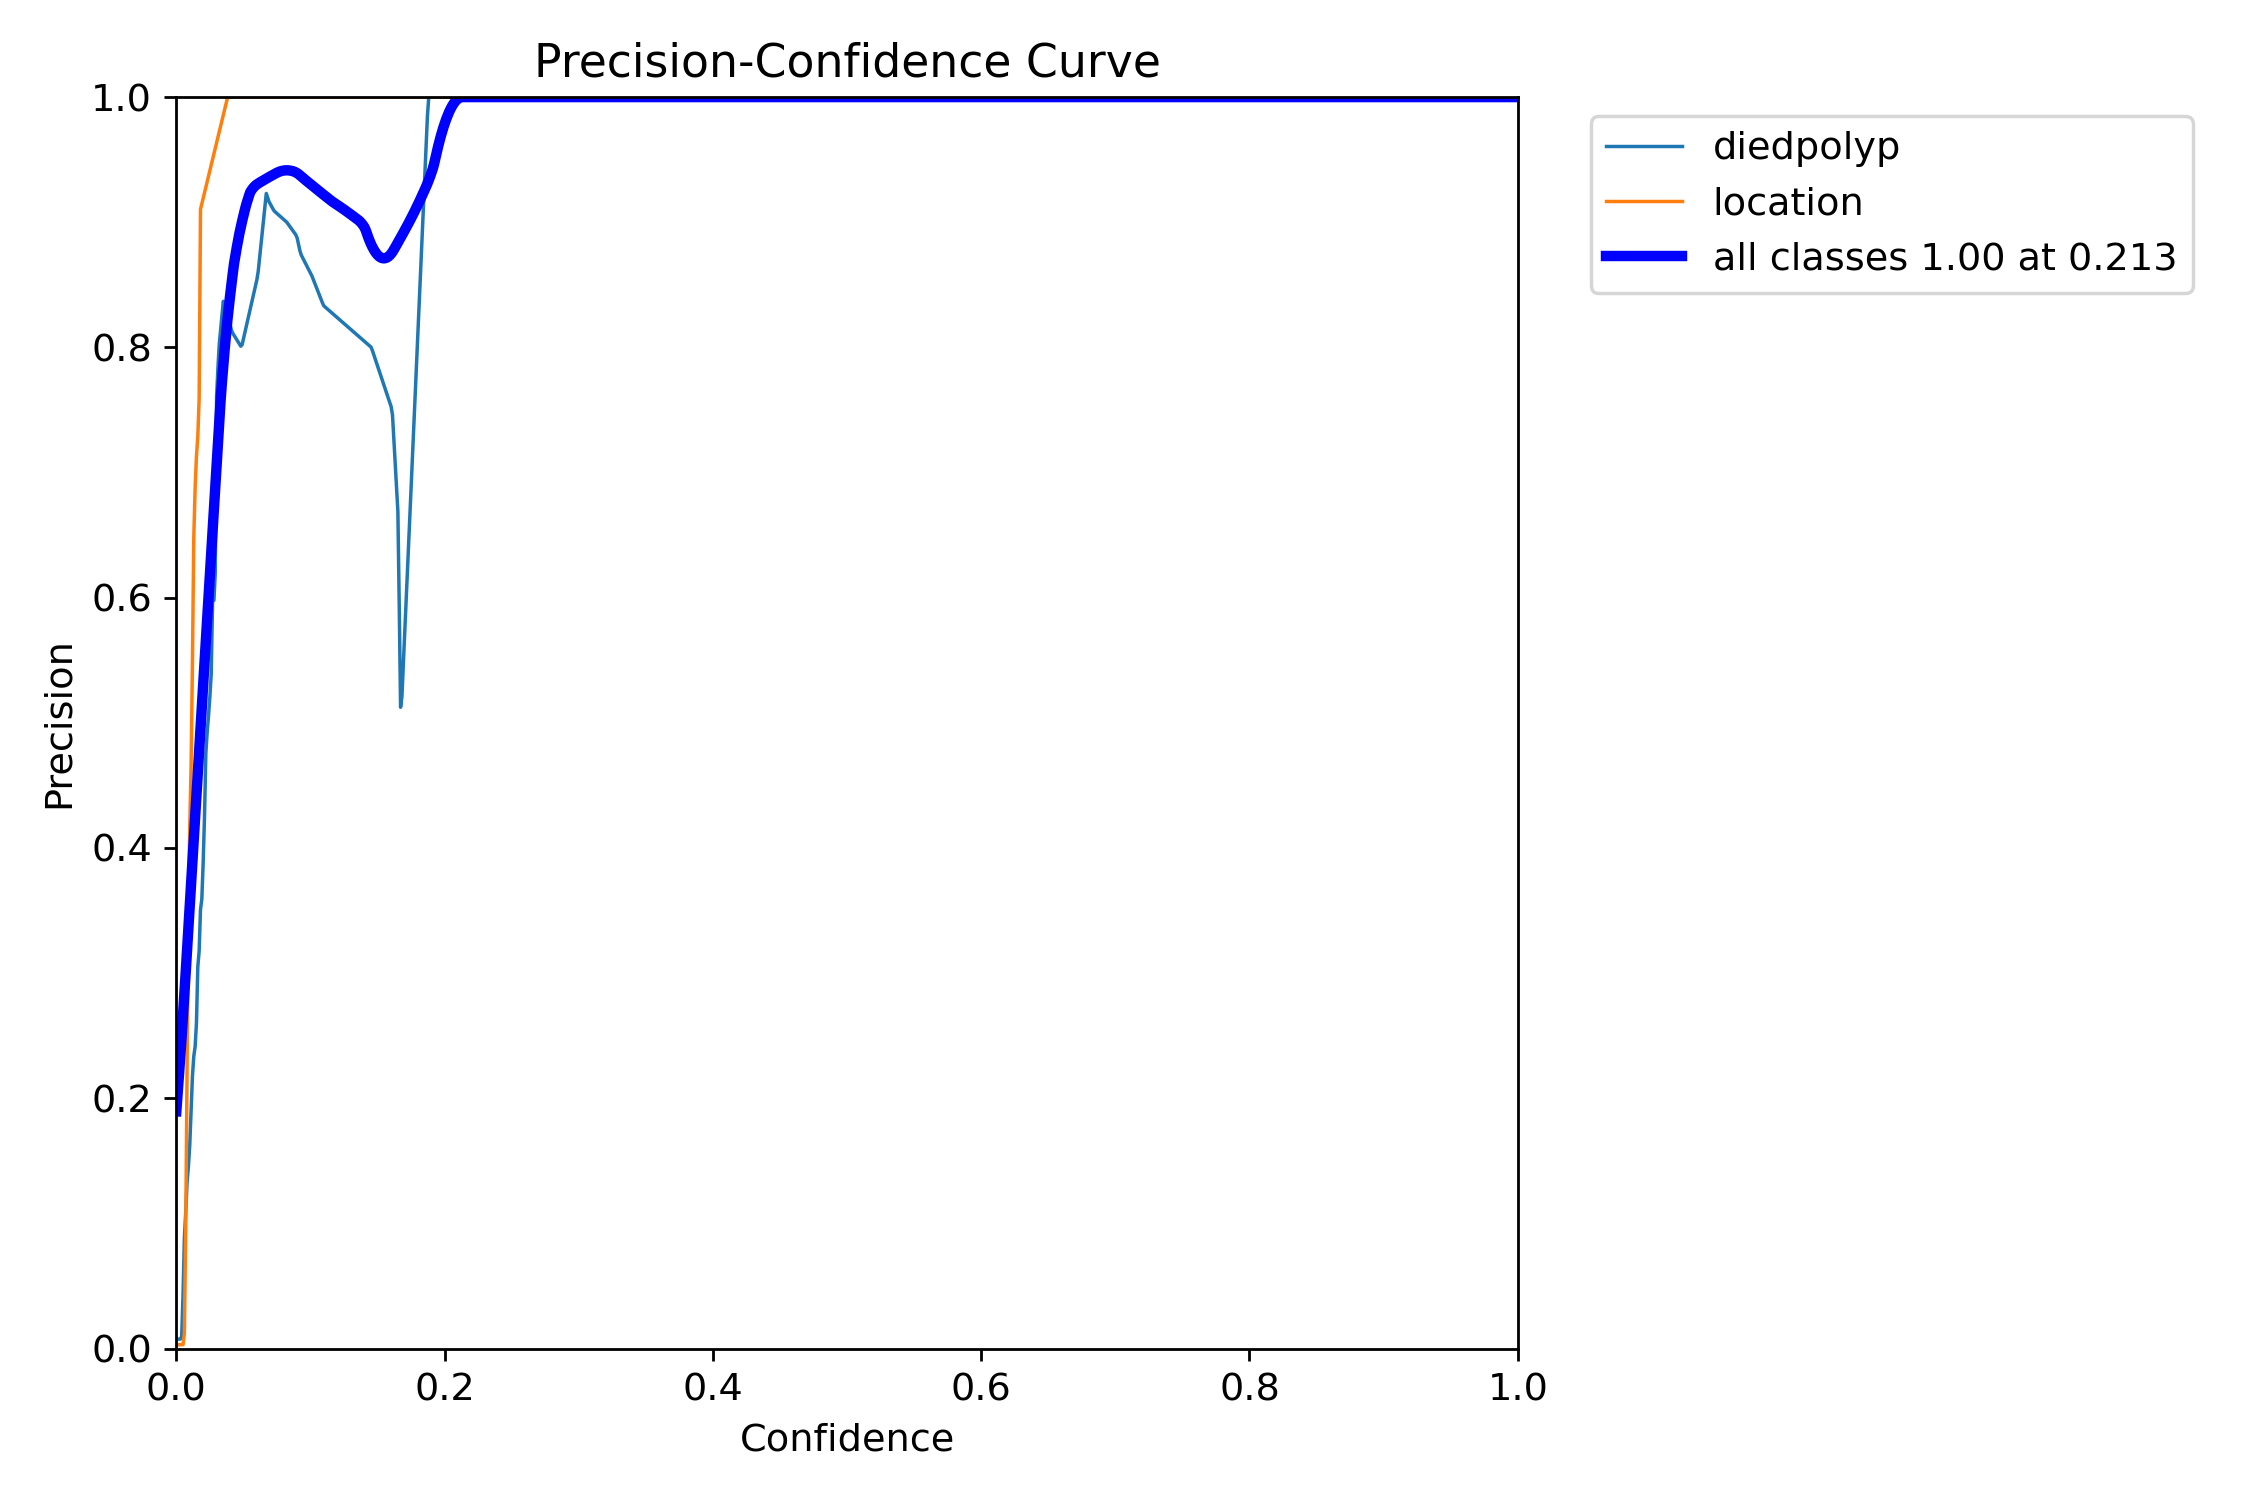 Precision-Confidence Curve
1.0
0.8
0.6
0.4
0.2
0.0
Precision
0.0 0.2 0.4 0.6 0.8 1.0
Confidence
diedpolyp
location
all classes 1.00 at 0.213